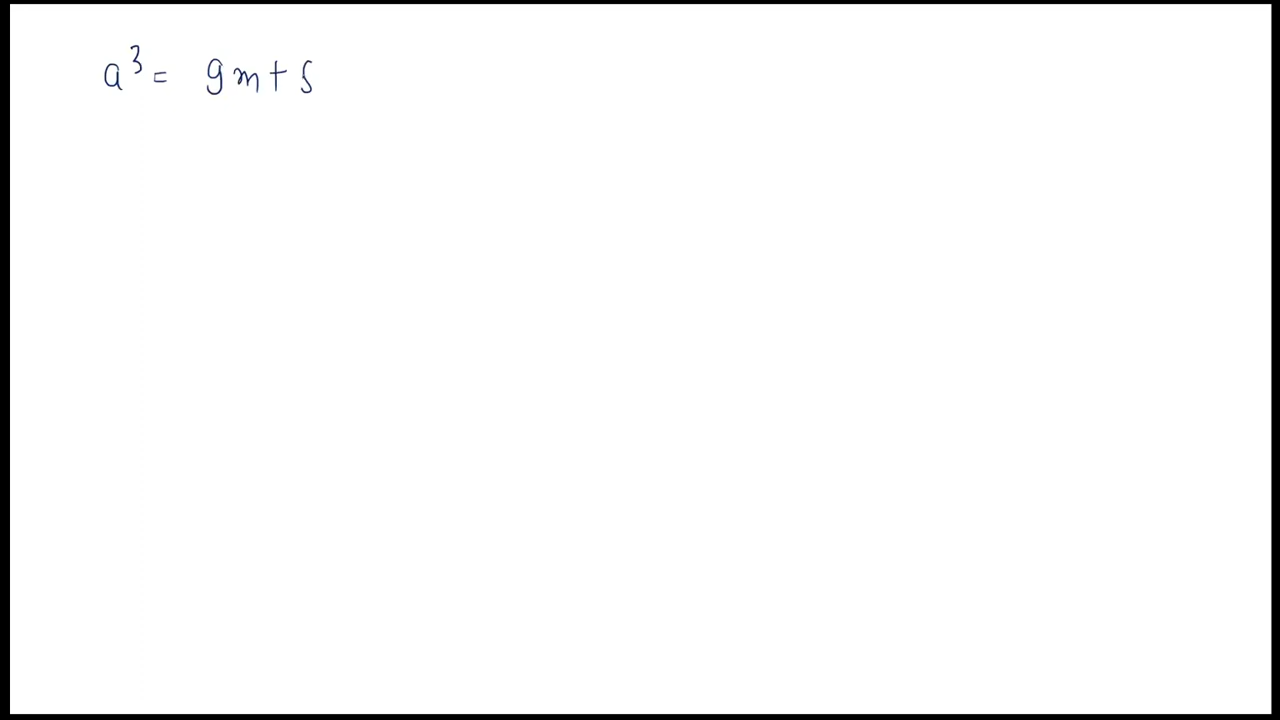 a³ = 9m + 5